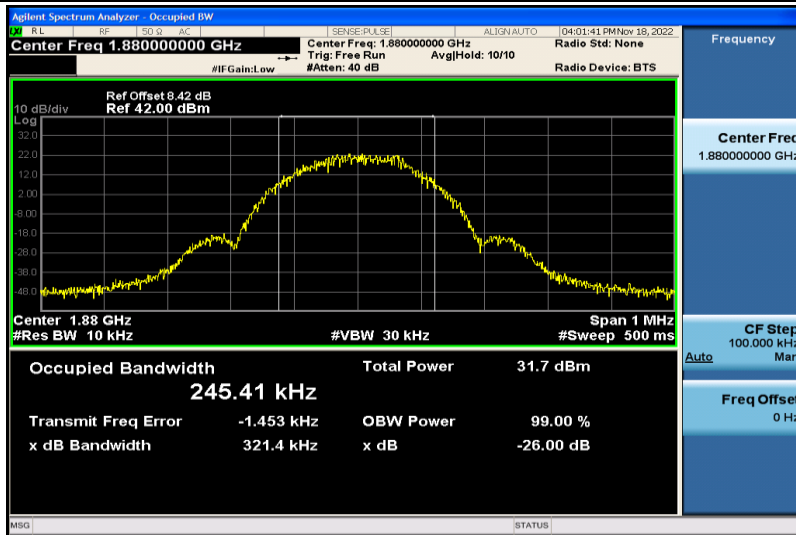 Agilent Spectrum Analyzer - Occupied BW
LXI RL RF 50 Ω AC SENSE:PULSE ALIGN AUTO 04:01:41 PM Nov 18, 2022
Center Freq 1.880000000 GHz
Center Freq: 1.880000000 GHz
Radio Std: None
Trig: Free Run
Avg|Hold: 10/10
#IFGain:Low
#Atten: 40 dB
Radio Device: BTS
Ref Offset 8.42 dB
10 dB/div
Ref 42.00 dBm
Log
32.0
22.0
12.0
2.00
-8.00
-18.0
-28.0
-38.0
-48.0
Center 1.88 GHz
Span 1 MHz
#Res BW 10 kHz
#VBW 30 kHz
#Sweep 500 ms
Occupied Bandwidth
Total Power 31.7 dBm
245.41 kHz
Transmit Freq Error -1.453 kHz
OBW Power 99.00 %
x dB Bandwidth 321.4 kHz
x dB -26.00 dB
MSG
STATUS
Frequency
Center Freq
1.880000000 GHz
CF Step
100.000 kHz
Auto Man
Freq Offset
0 Hz